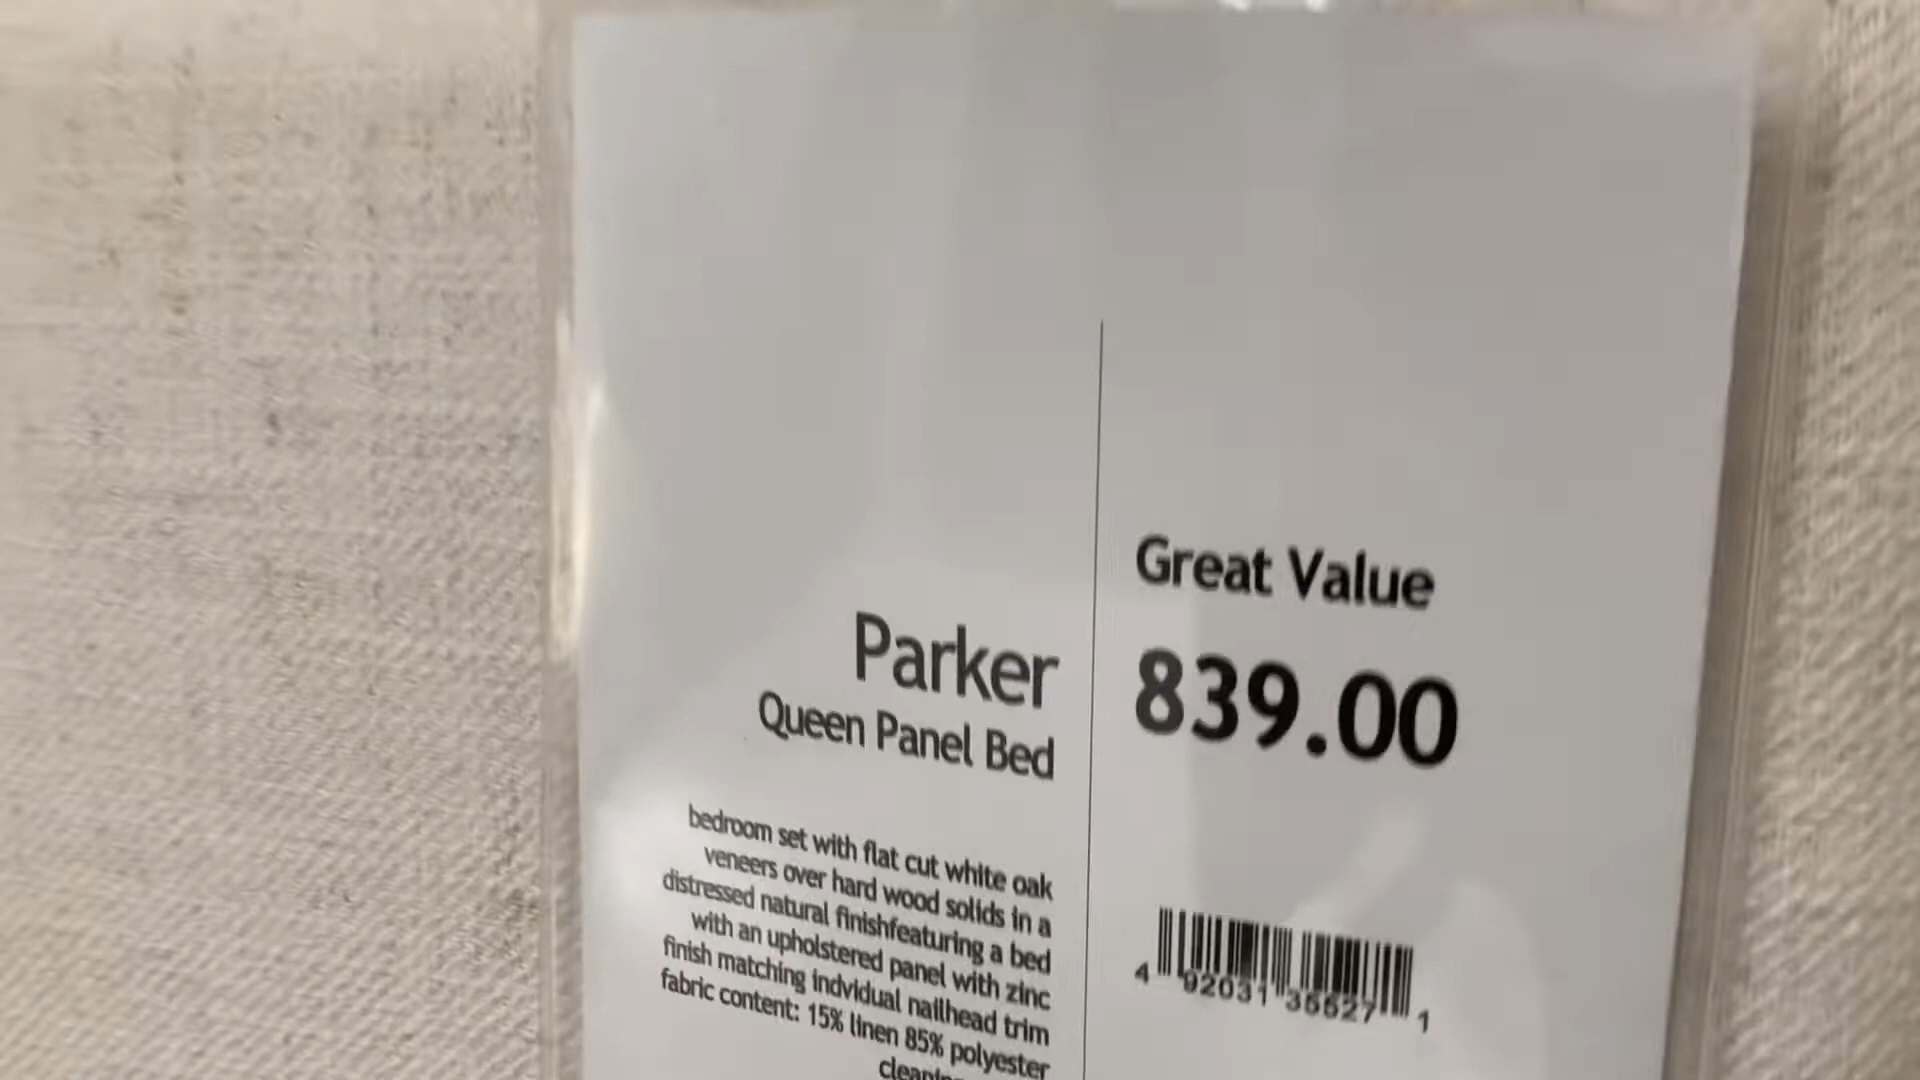 Parker
Queen Panel Bed
bedroom set with flat cut white oak
veneers over hard wood solids in a
distressed natural finishfeaturing a bed
with an upholstered panel with zinc
finish matching indvidual nailhead trim
fabric content: 15% linen 85% polyester
Great Value
839.00
4 92031 35527 1